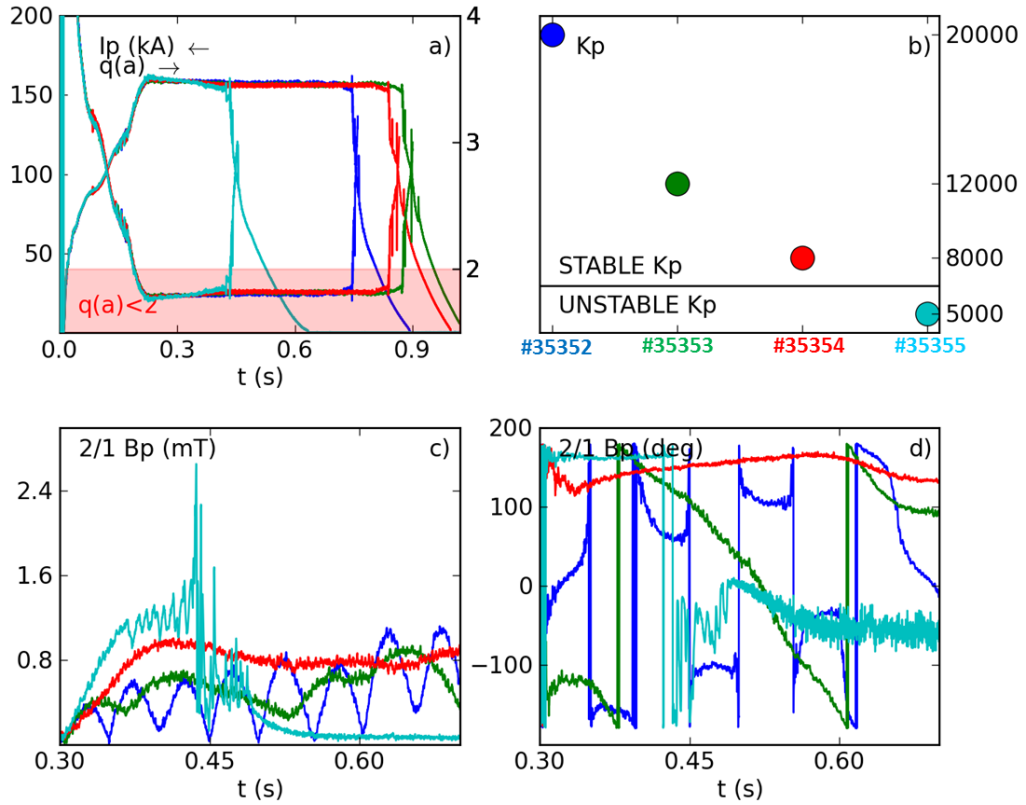 200
150
100
50
4
3
2
Ip (kA) ←
q(a) →
a)
q(a)<2
0.0
0.3
0.6
0.9
t (s)
Kp
b)
20000
12000
8000
5000
STABLE Kp
UNSTABLE Kp
#35352
#35353
#35354
#35355
2/1 Bp (mT)
c)
2.4
1.6
0.8
0.30
0.45
0.60
t (s)
2/1 Bp (deg)
d)
200
100
0
−100
0.30
0.45
0.60
t (s)